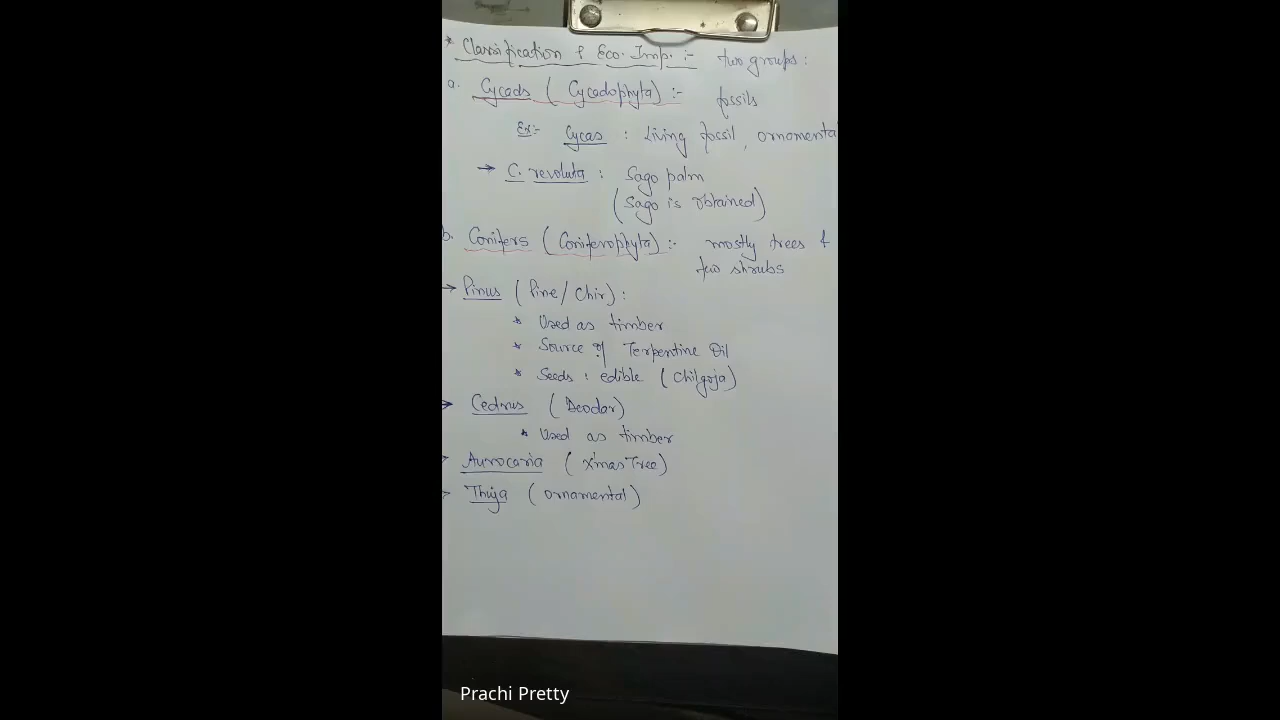 * Classification & Eco. Imp. :- two groups :
a. Cycads ( Cycadophyta) :- fossils
Ex:- Cycas : Living fossil, ornamental
→ C. revoluta : Sago palm
(Sago is obtained)
b. Conifers ( Coniferophyta) :- mostly trees &
few shrubs
→ Pinus ( Pine / Chir) :
* Used as timber
* Source of Terpentine Oil
* Seeds : edible ( Chilgoja)
→ Cedrus ( Deodar)
* Used as timber
→ Aurocaria ( X'mas Tree)
→ Thuja ( ornamental)
Prachi Pretty